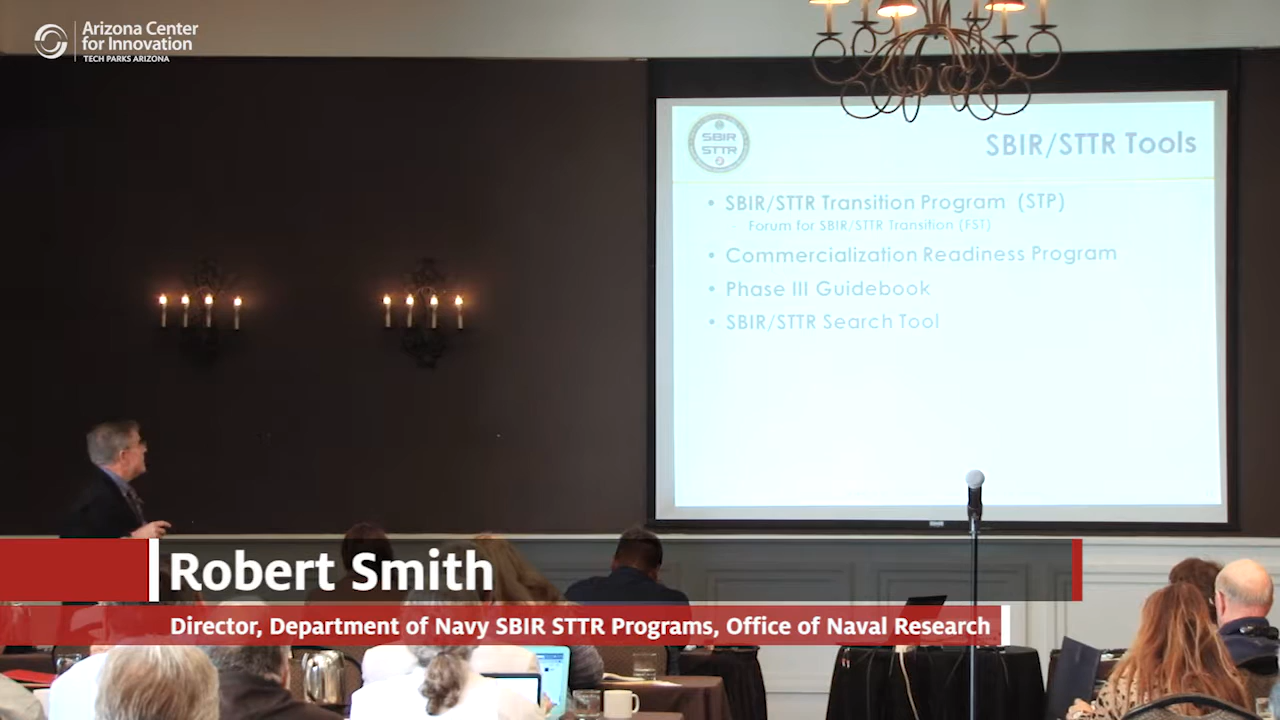 Arizona Center
for Innovation
TECH PARKS ARIZONA
SBIR
STTR
SBIR/STTR Tools
• SBIR/STTR Transition Program (STP)
- Forum for SBIR/STTR Transition (FST)
• Commercialization Readiness Program
• Phase III Guidebook
• SBIR/STTR Search Tool
Robert Smith
Director, Department of Navy SBIR STTR Programs, Office of Naval Research